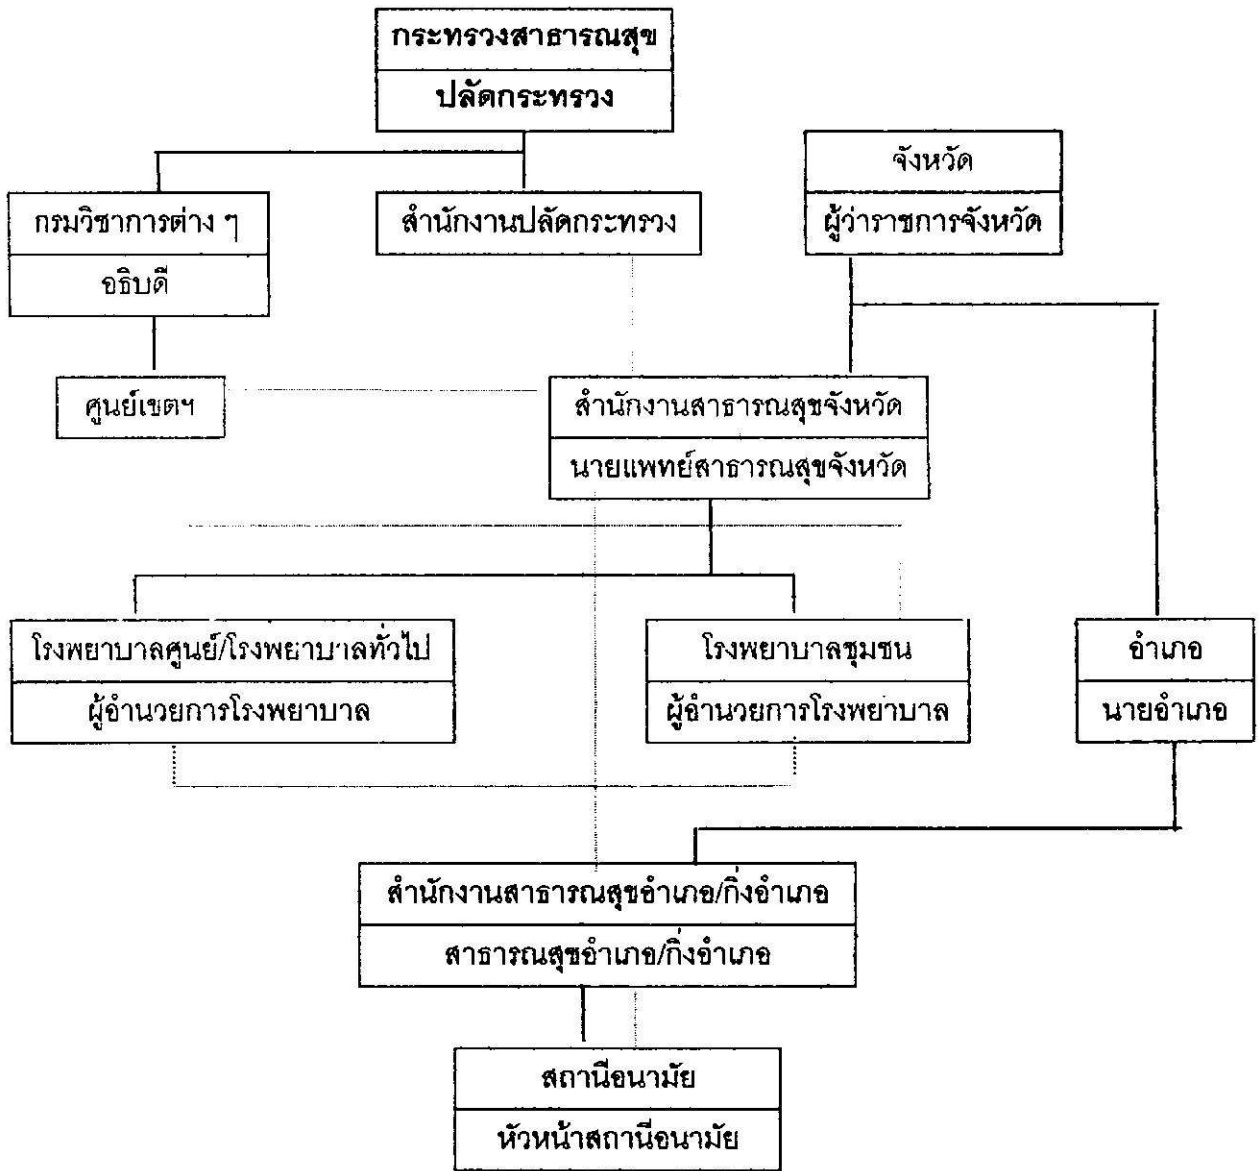 กระทรวงสาธารณสุข
ปลัดกระทรวง
จังหวัด
ผู้ว่าราชการจังหวัด
กรมวิชาการต่าง ๆ
อธิบดี
สำนักงานปลัดกระทรวง
ศูนย์เขตฯ
สำนักงานสาธารณสุขจังหวัด
นายแพทย์สาธารณสุขจังหวัด
โรงพยาบาลศูนย์/โรงพยาบาลทั่วไป
ผู้อำนวยการโรงพยาบาล
โรงพยาบาลชุมชน
ผู้อำนวยการโรงพยาบาล
อำเภอ
นายอำเภอ
สำนักงานสาธารณสุขอำเภอ/กิ่งอำเภอ
สาธารณสุขอำเภอ/กิ่งอำเภอ
สถานีอนามัย
หัวหน้าสถานีอนามัย